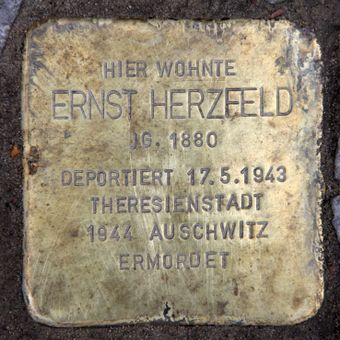 HIER WOHNTE
ERNST HERZFELD
JG. 1880
DEPORTIERT 17.5.1943
THERESIENSTADT
1944 AUSCHWITZ
ERMORDET